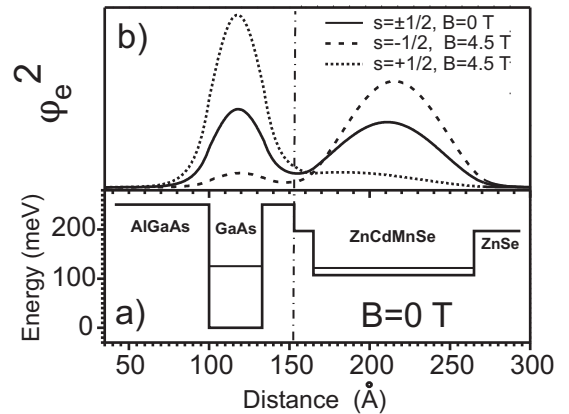 b)
s=±1/2, B=0 T
s=-1/2, B=4.5 T
s=+1/2, B=4.5 T
φe2
AlGaAs
GaAs
ZnCdMnSe
ZnSe
200
100
0
Energy (meV)
a)
B=0 T
50 100 150 200 250 300
Distance (Å)